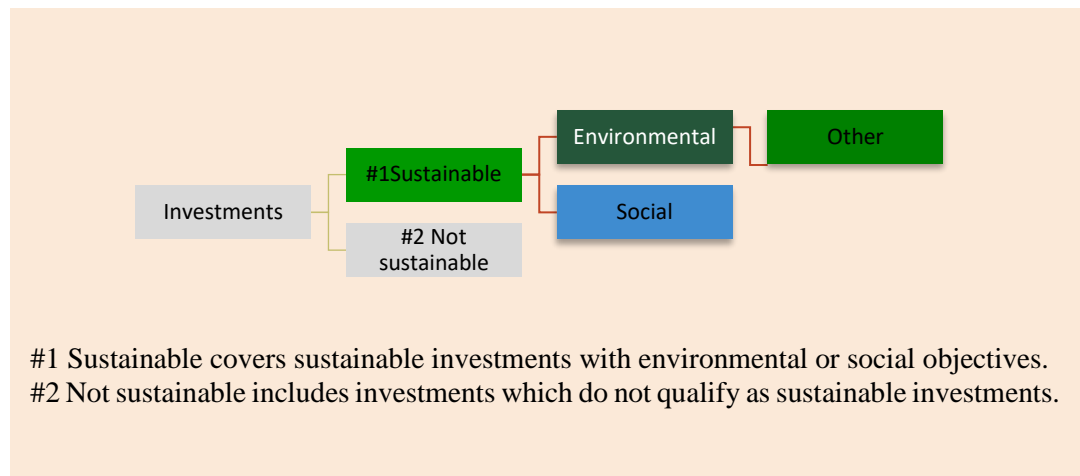 Environmental
Other
#1Sustainable
Investments
Social
#2 Not
sustainable
#1 Sustainable covers sustainable investments with environmental or social objectives.
#2 Not sustainable includes investments which do not qualify as sustainable investments.